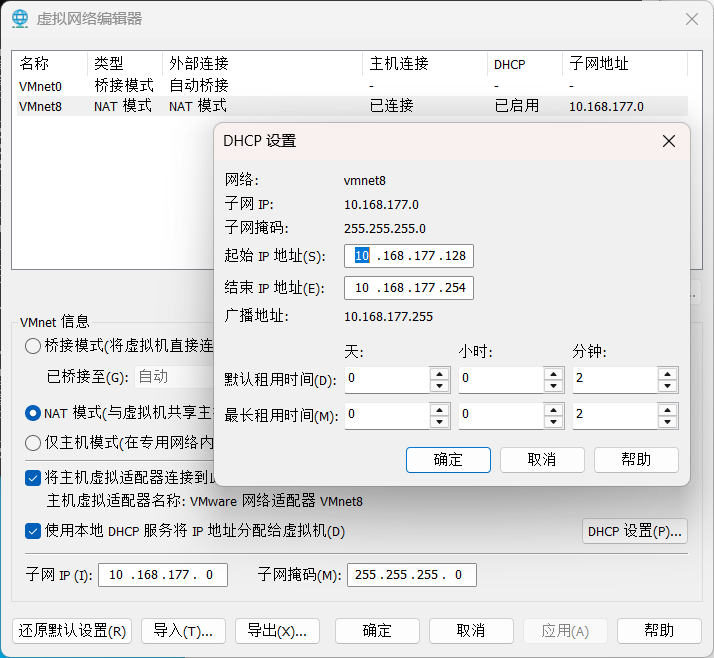 虚拟网络编辑器
名称 类型 外部连接 主机连接 DHCP 子网地址
VMnet0 桥接模式 自动桥接 - - -
VMnet8 NAT 模式 NAT 模式 已连接 已启用 10.168.177.0
DHCP 设置
网络: vmnet8
子网 IP: 10.168.177.0
子网掩码: 255.255.255.0
起始 IP 地址(S): 10 .168 .177 .128
结束 IP 地址(E): 10 .168 .177 .254
广播地址: 10.168.177.255
天: 小时: 分钟:
默认租用时间(D): 0 0 2
最长租用时间(M): 0 0 2
确定 取消 帮助
VMnet 信息
桥接模式(将虚拟机直接连
已桥接至(G): 自动
NAT 模式(与虚拟机共享主
仅主机模式(在专用网络内
将主机虚拟适配器连接到此
主机虚拟适配器名称: VMware 网络适配器 VMnet8
使用本地 DHCP 服务将 IP 地址分配给虚拟机(D) DHCP 设置(P)...
子网 IP (I): 10 .168 .177 . 0 子网掩码(M): 255 .255 .255 . 0
还原默认设置(R) 导入(T)... 导出(X)... 确定 取消 应用(A) 帮助